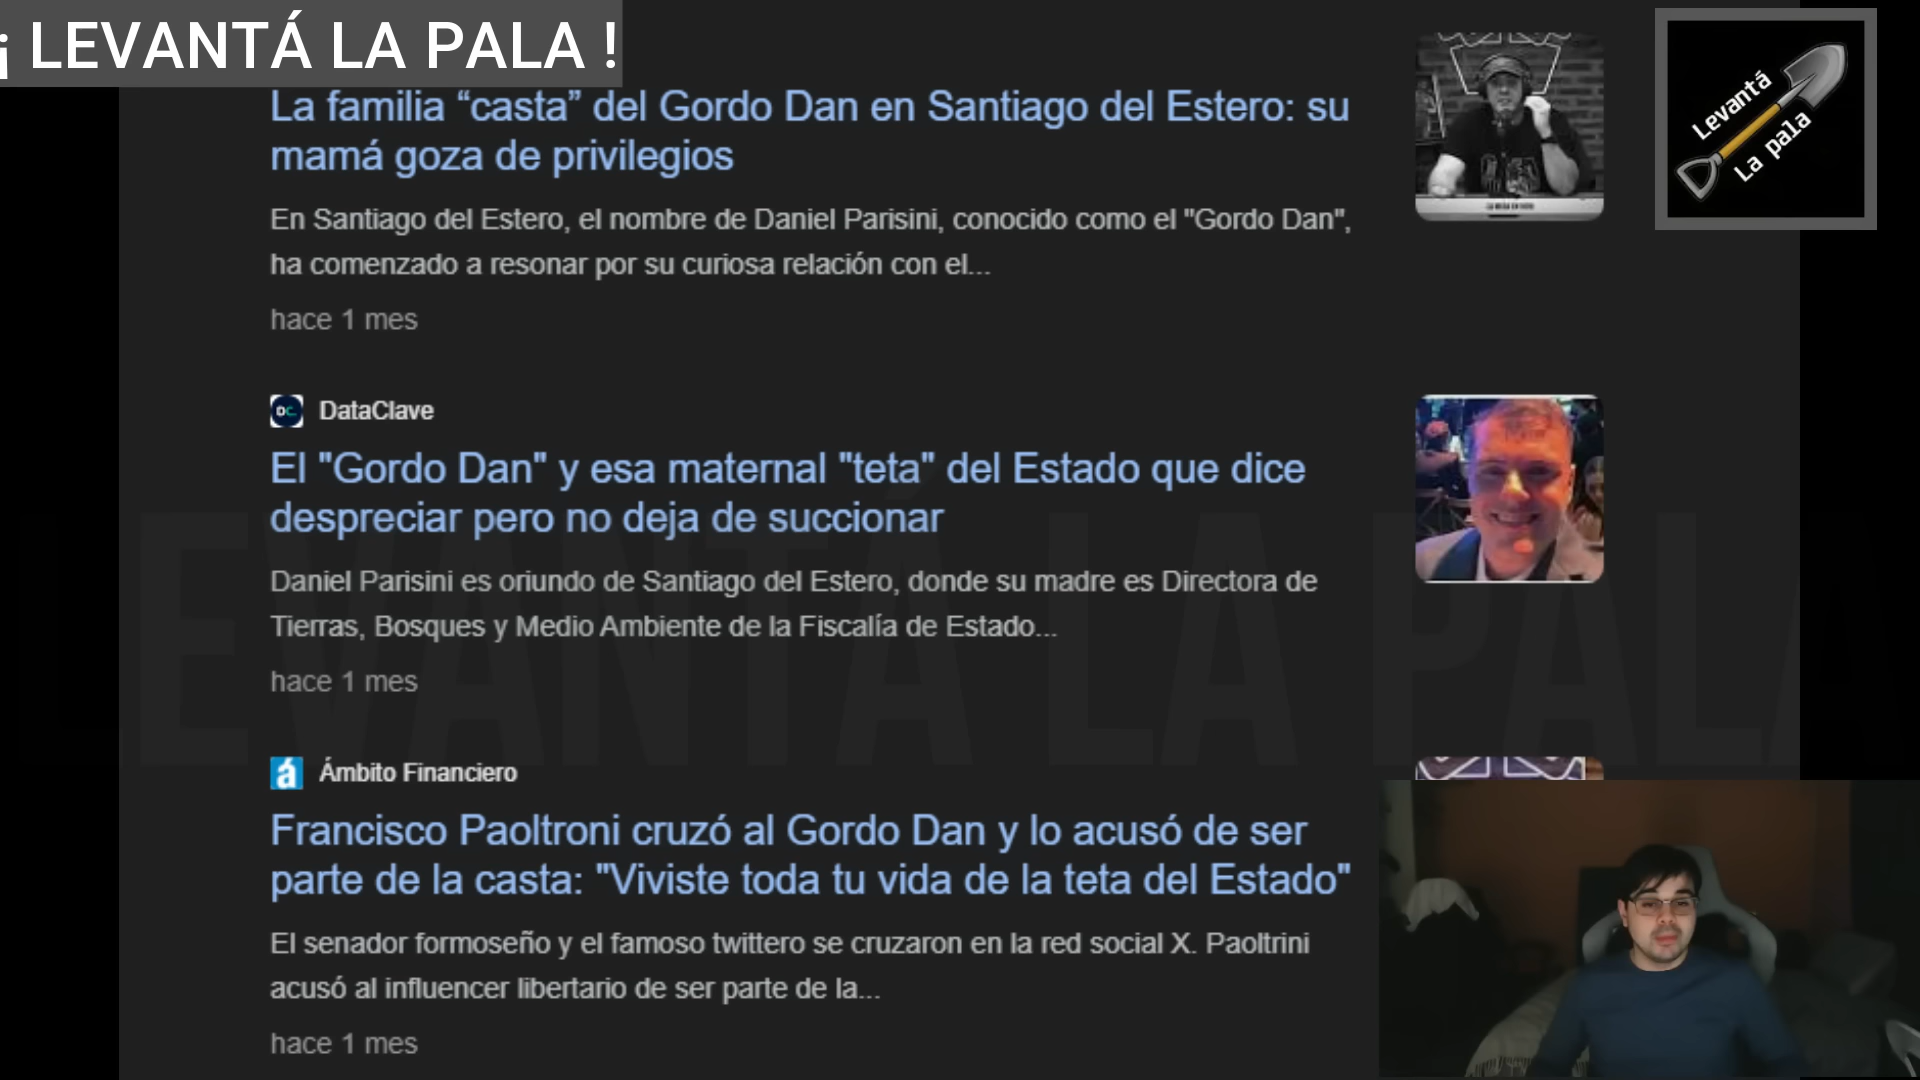 ¡ LEVANTÁ LA PALA !
Levantá
La pala
La familia “casta” del Gordo Dan en Santiago del Estero: su
mamá goza de privilegios
En Santiago del Estero, el nombre de Daniel Parisini, conocido como el "Gordo Dan",
ha comenzado a resonar por su curiosa relación con el...
hace 1 mes
DC
DataClave
El "Gordo Dan" y esa maternal "teta" del Estado que dice
despreciar pero no deja de succionar
Daniel Parisini es oriundo de Santiago del Estero, donde su madre es Directora de
Tierras, Bosques y Medio Ambiente de la Fiscalía de Estado...
hace 1 mes
LEVANTÁ LA PALA
á
Ámbito Financiero
Francisco Paoltroni cruzó al Gordo Dan y lo acusó de ser
parte de la casta: "Viviste toda tu vida de la teta del Estado"
El senador formoseño y el famoso twittero se cruzaron en la red social X. Paoltrini
acusó al influencer libertario de ser parte de la...
hace 1 mes